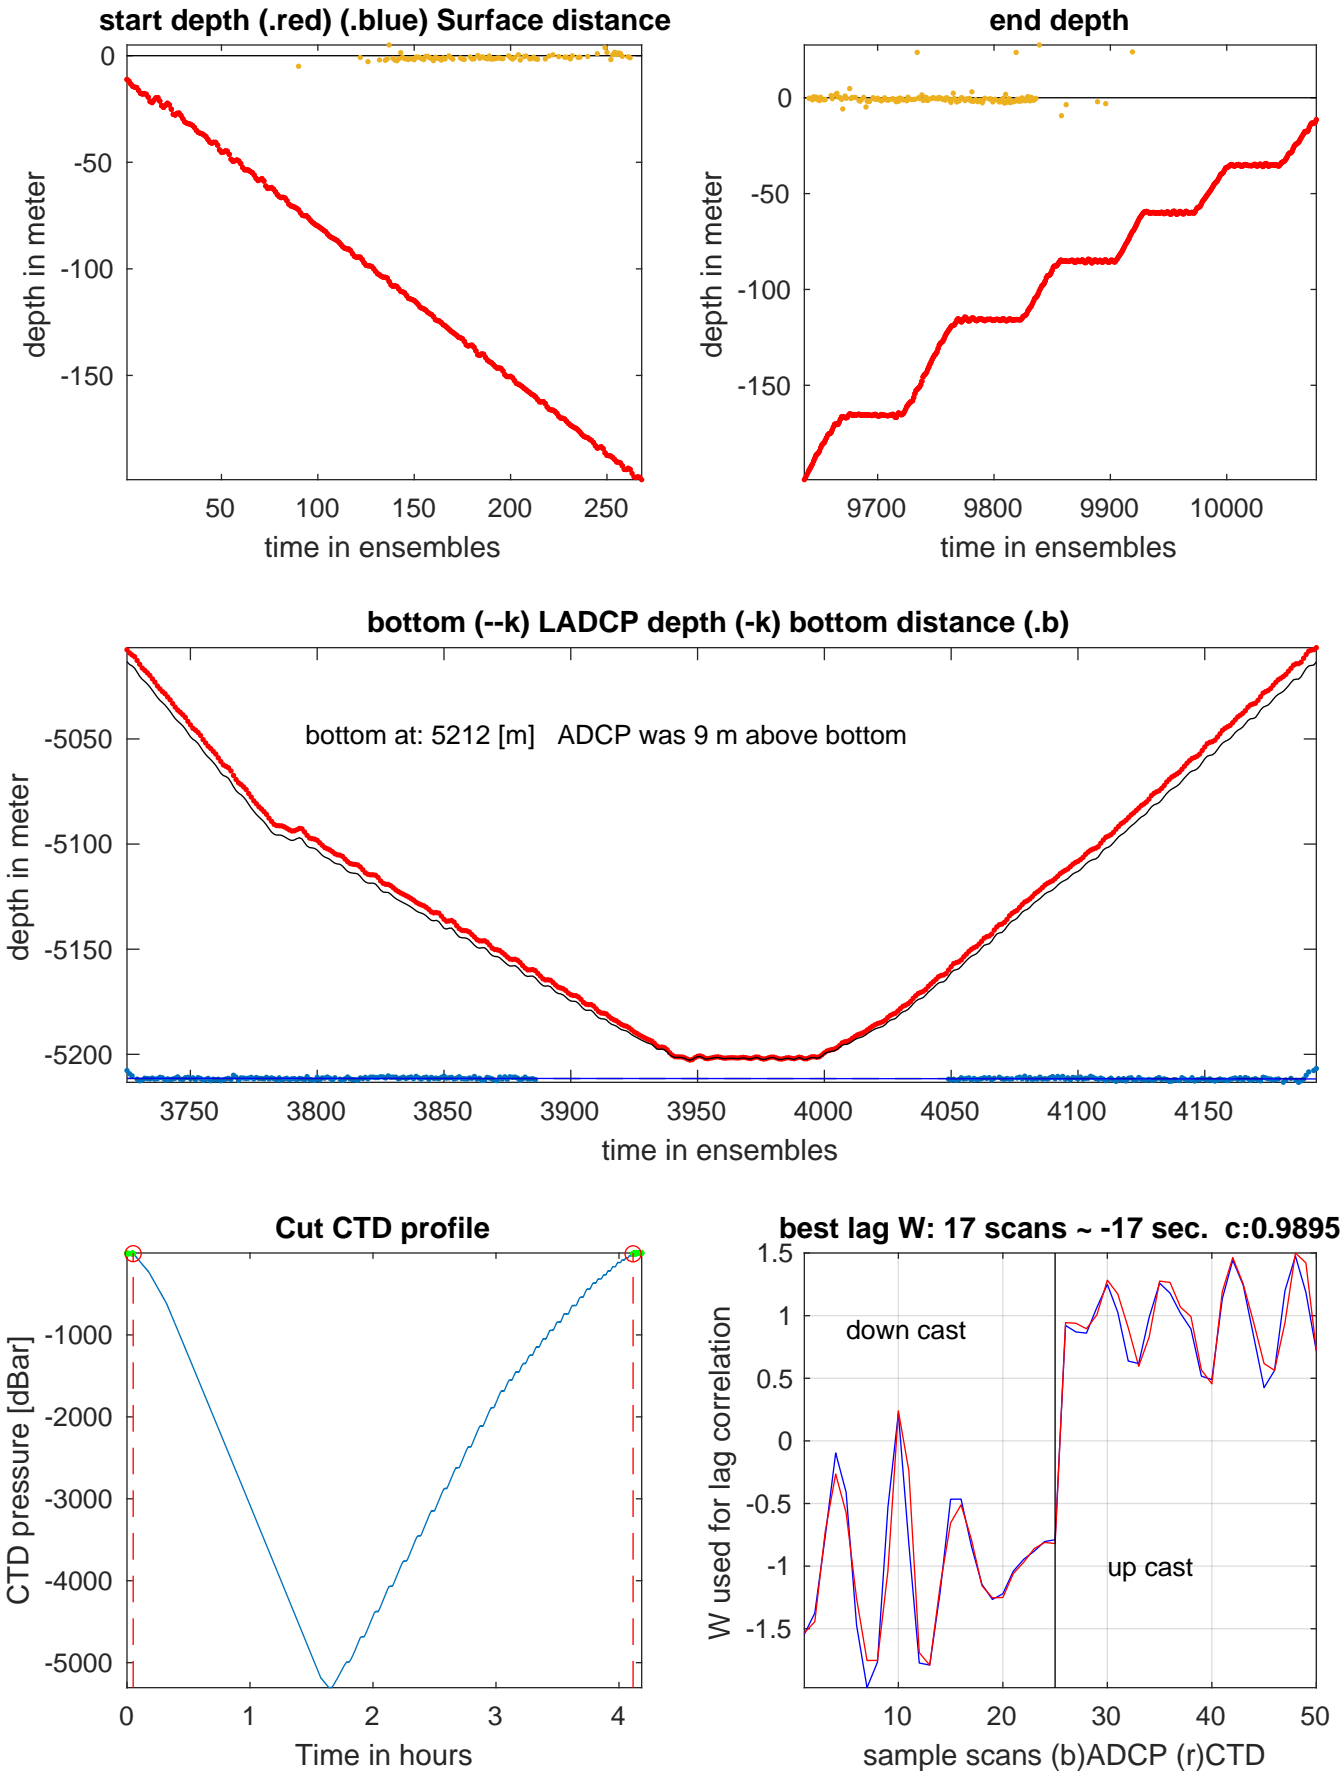 start depth (.red) (.blue) Surface distance
0
-50
-100
-150
depth in meter
50 100 150 200 250
time in ensembles
end depth
0
-50
-100
-150
depth in meter
9700 9800 9900 10000
time in ensembles
bottom (--k) LADCP depth (-k) bottom distance (.b)
bottom at: 5212 [m] ADCP was 9 m above bottom
-5050
-5100
-5150
-5200
depth in meter
3750 3800 3850 3900 3950 4000 4050 4100 4150
time in ensembles
Cut CTD profile
-1000
-2000
-3000
-4000
-5000
CTD pressure [dBar]
0 1 2 3 4
Time in hours
best lag W: 17 scans ~ -17 sec. c:0.9895
1.5
1
0.5
0
-0.5
-1
-1.5
W used for lag correlation
down cast
up cast
10 20 30 40 50
sample scans (b)ADCP (r)CTD